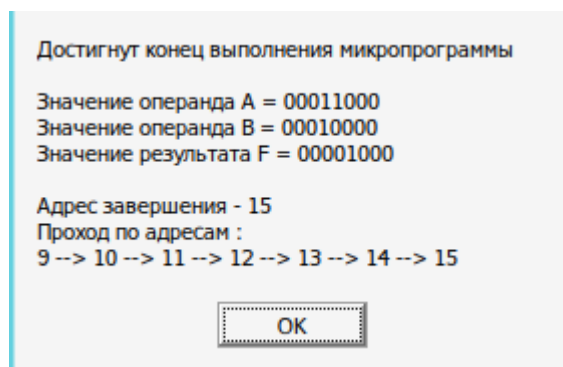 Достигнут конец выполнения микропрограммы
Значение операнда A = 00011000
Значение операнда B = 00010000
Значение результата F = 00001000
Адрес завершения - 15
Проход по адресам :
9 --> 10 --> 11 --> 12 --> 13 --> 14 --> 15
OK